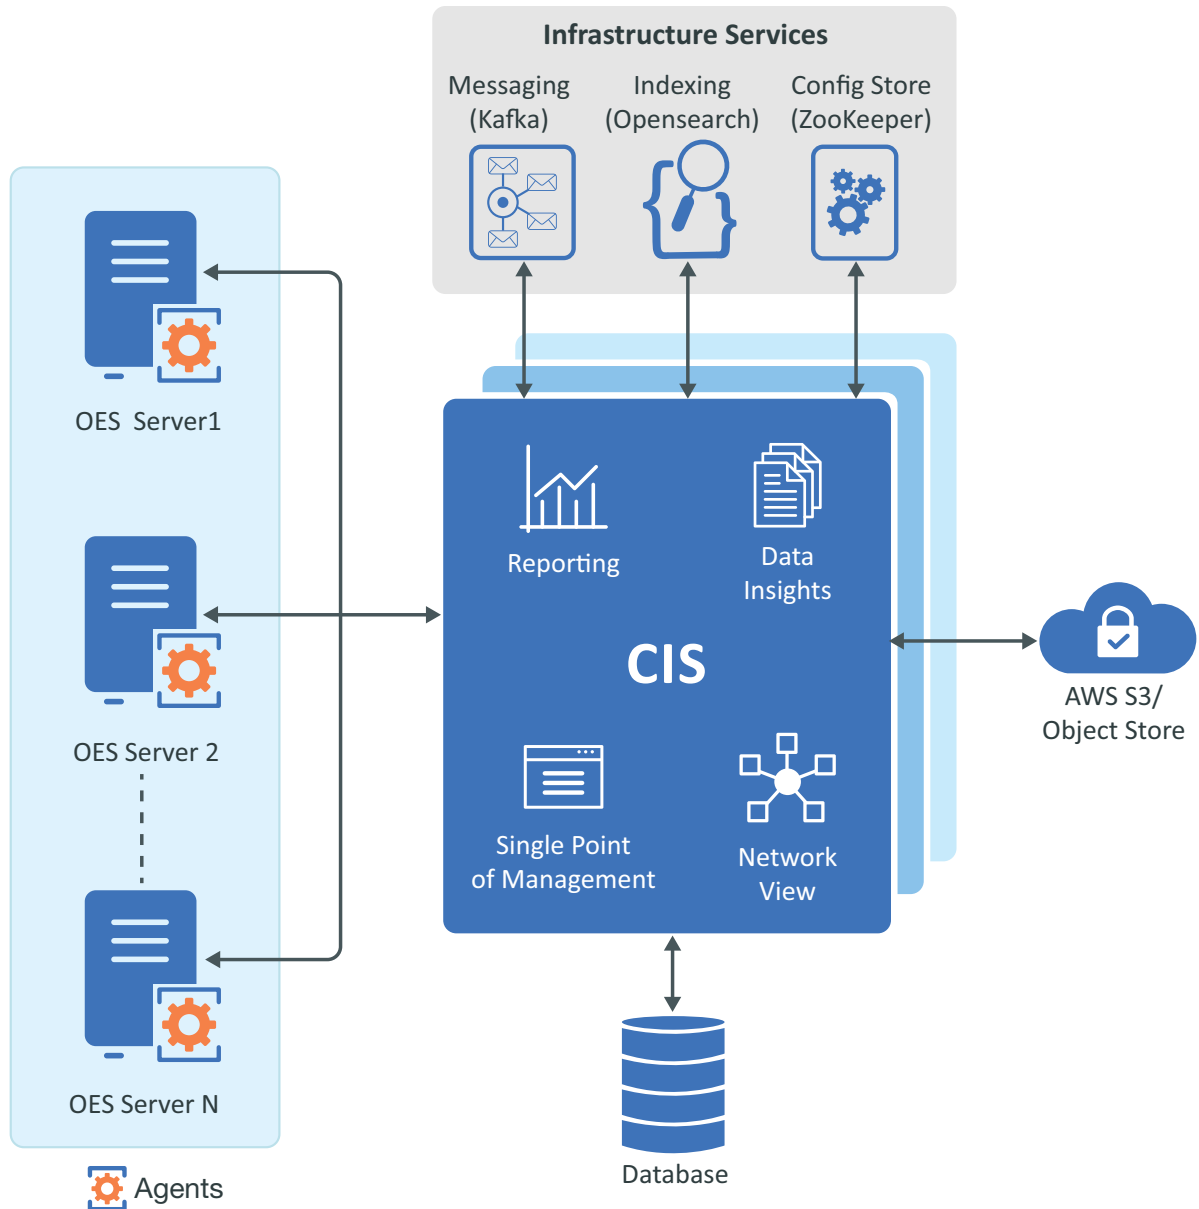 Infrastructure Services
Messaging
(Kafka)
Indexing
(Opensearch)
Config Store
(ZooKeeper)
OES  Server1
OES Server 2
OES Server N
Agents
Reporting
Data
Insights
CIS
Single Point
of Management
Network
View
AWS S3/
Object Store
Database